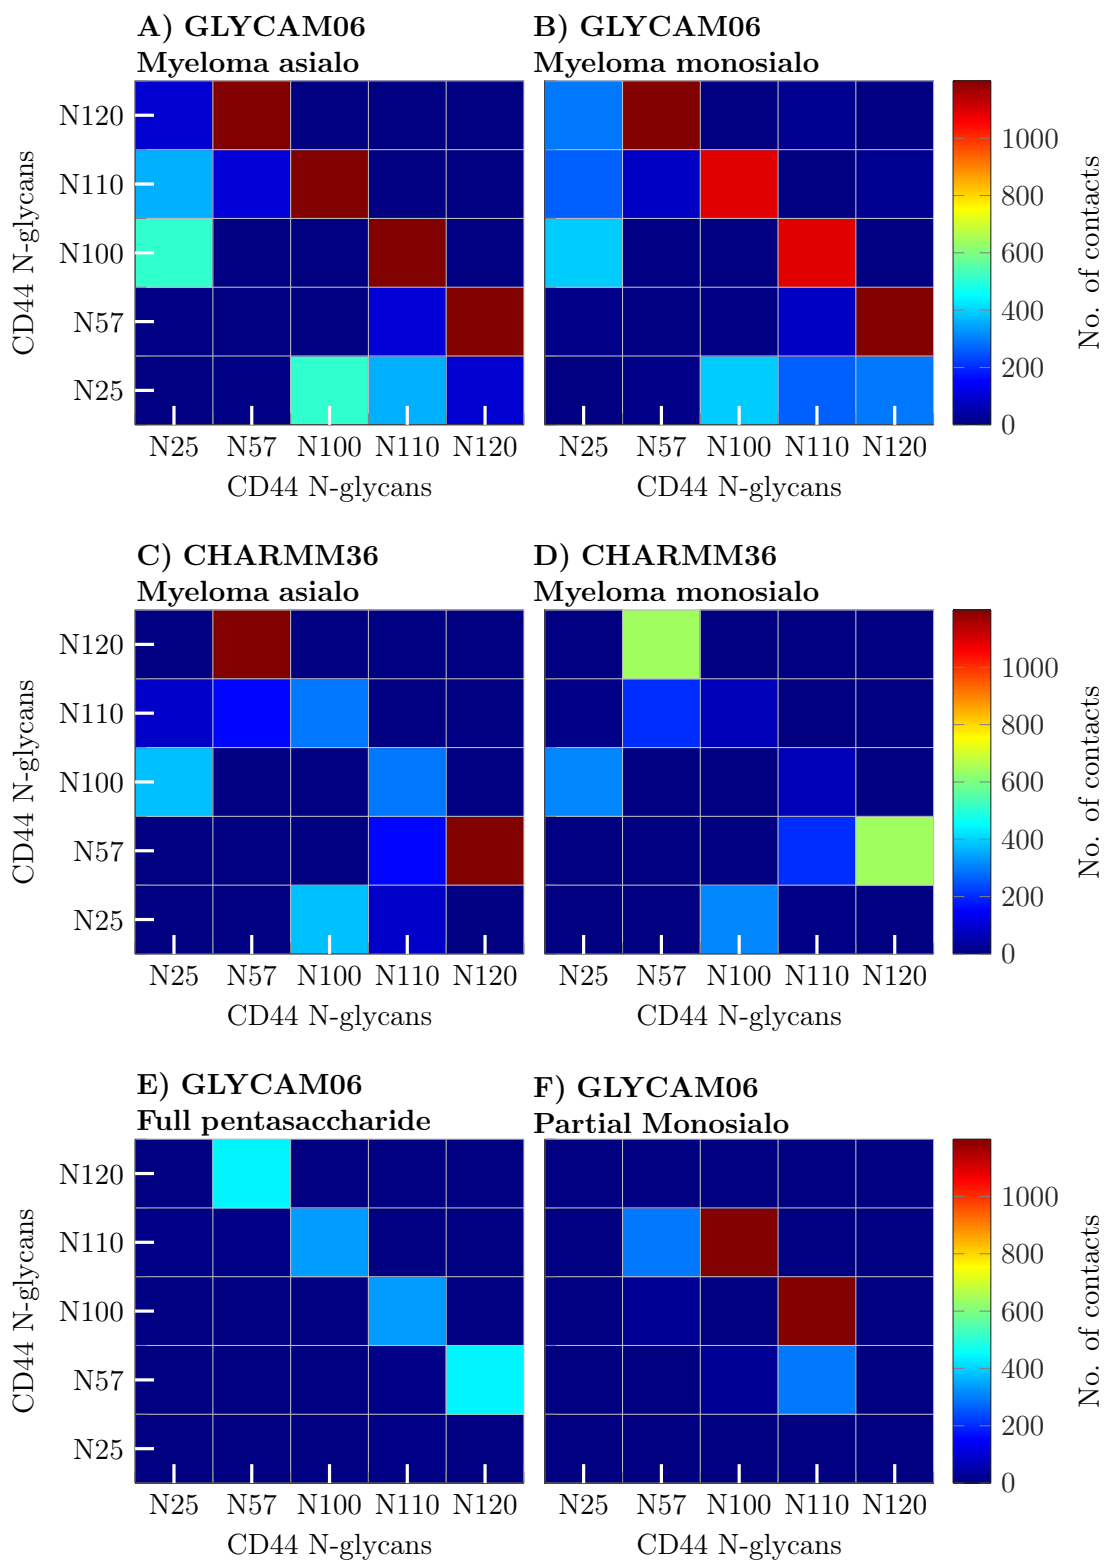 A) GLYCAM06
Myeloma asialo
B) GLYCAM06
Myeloma monosialo
CD44 N-glycans
N120
N110
N100
N57
N25
N25 N57 N100 N110 N120
CD44 N-glycans
N25 N57 N100 N110 N120
CD44 N-glycans
1000
800
600
400
200
0
No. of contacts
C) CHARMM36
Myeloma asialo
D) CHARMM36
Myeloma monosialo
CD44 N-glycans
N120
N110
N100
N57
N25
N25 N57 N100 N110 N120
CD44 N-glycans
N25 N57 N100 N110 N120
CD44 N-glycans
1000
800
600
400
200
0
No. of contacts
E) GLYCAM06
Full pentasaccharide
F) GLYCAM06
Partial Monosialo
CD44 N-glycans
N120
N110
N100
N57
N25
N25 N57 N100 N110 N120
CD44 N-glycans
N25 N57 N100 N110 N120
CD44 N-glycans
1000
800
600
400
200
0
No. of contacts